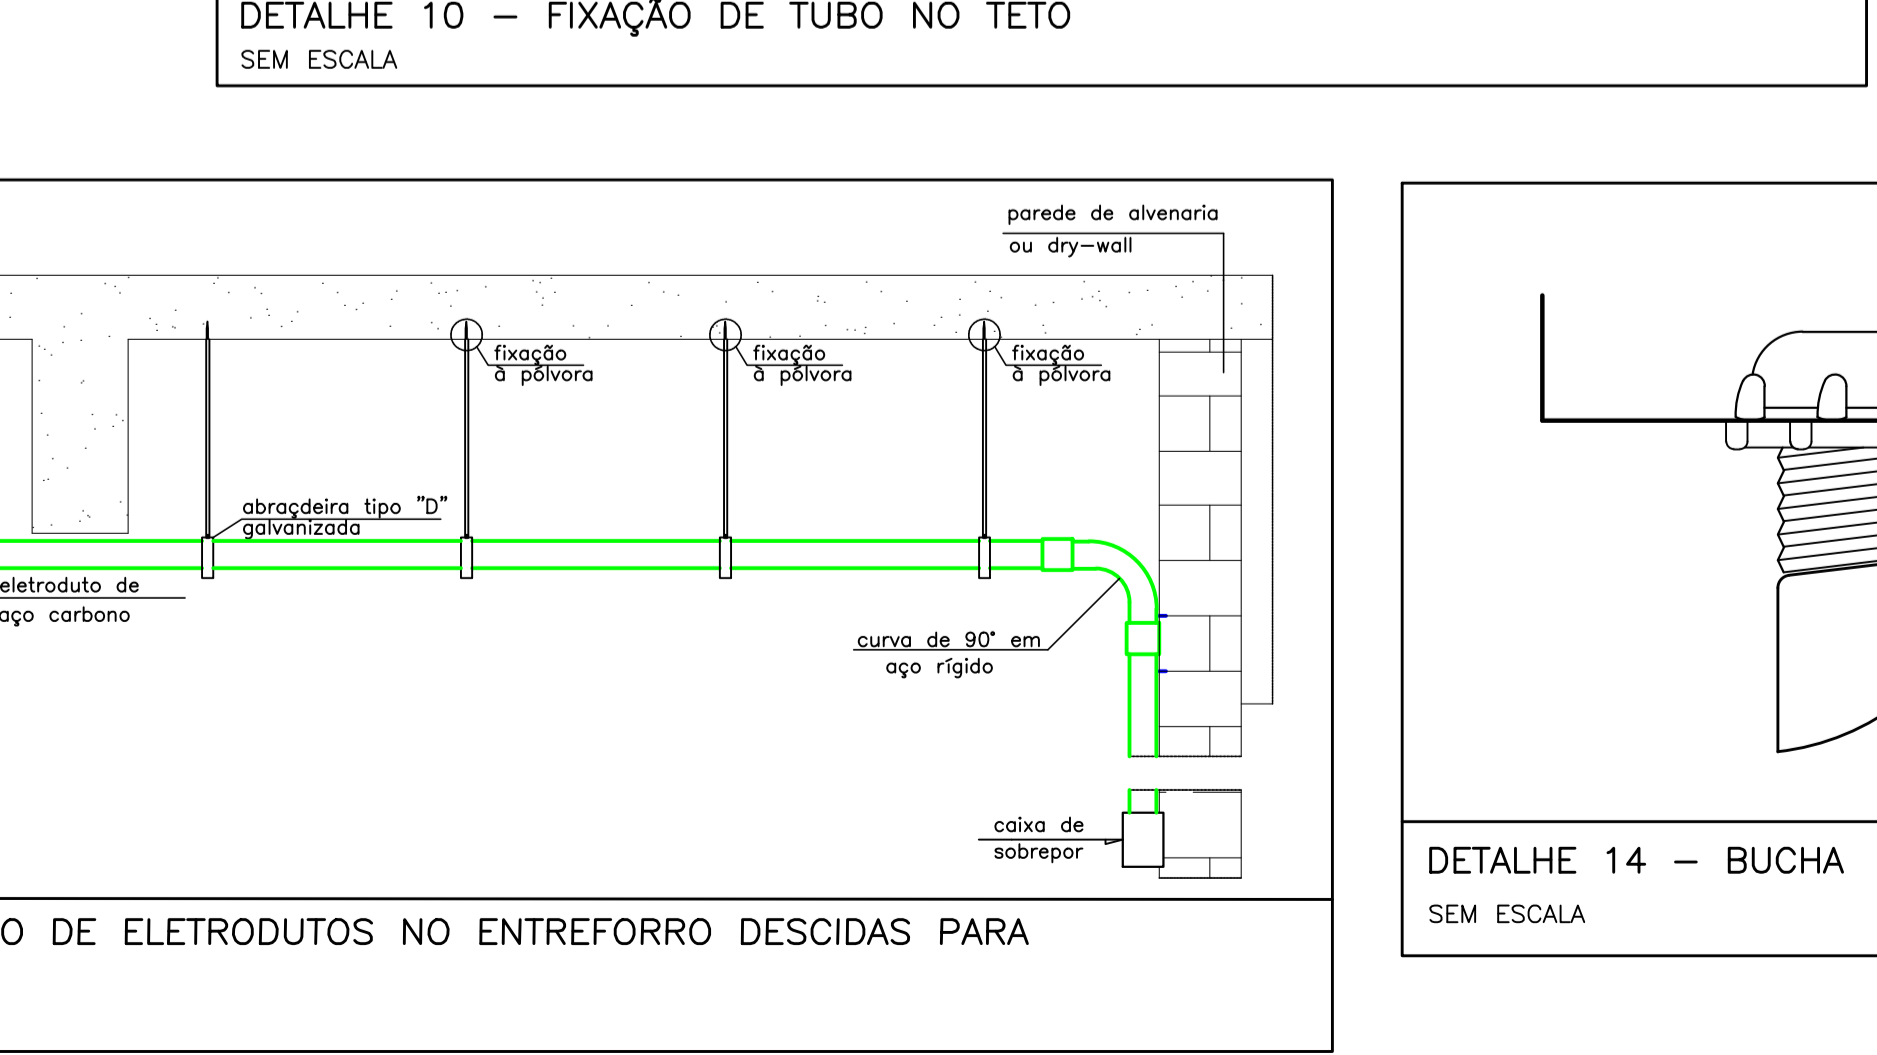 DETALHE 10 – FIXAÇÃO DE TUBO NO TETO
SEM ESCALA
parede de alvenaria
ou dry-wall
fixação
à pólvora
fixação
à pólvora
fixação
à pólvora
abraçdeira tipo "D"
galvanizada
eletroduto de
aço carbono
curva de 90° em
aço rígido
caixa de
sobrepor
O DE ELETRODUTOS NO ENTREFORRO DESCIDAS PARA
DETALHE 14 – BUCHA
SEM ESCALA